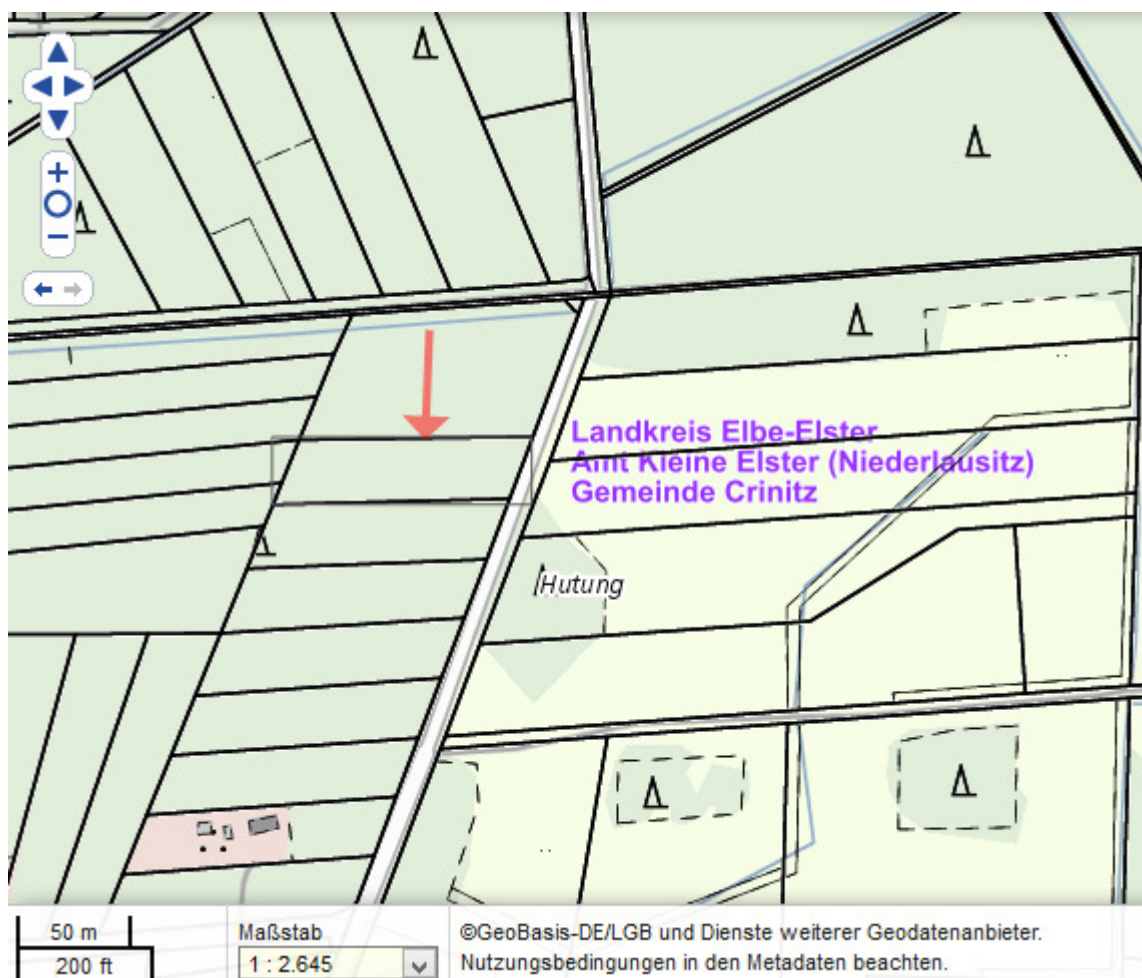 Landkreis Elbe-Elster
Amt Kleine Elster (Niederlausitz)
Gemeinde Crinitz
Hutung
50 m
200 ft
Maßstab
1 : 2.645
©GeoBasis-DE/LGB und Dienste weiterer Geodatenanbieter.
Nutzungsbedingungen in den Metadaten beachten.